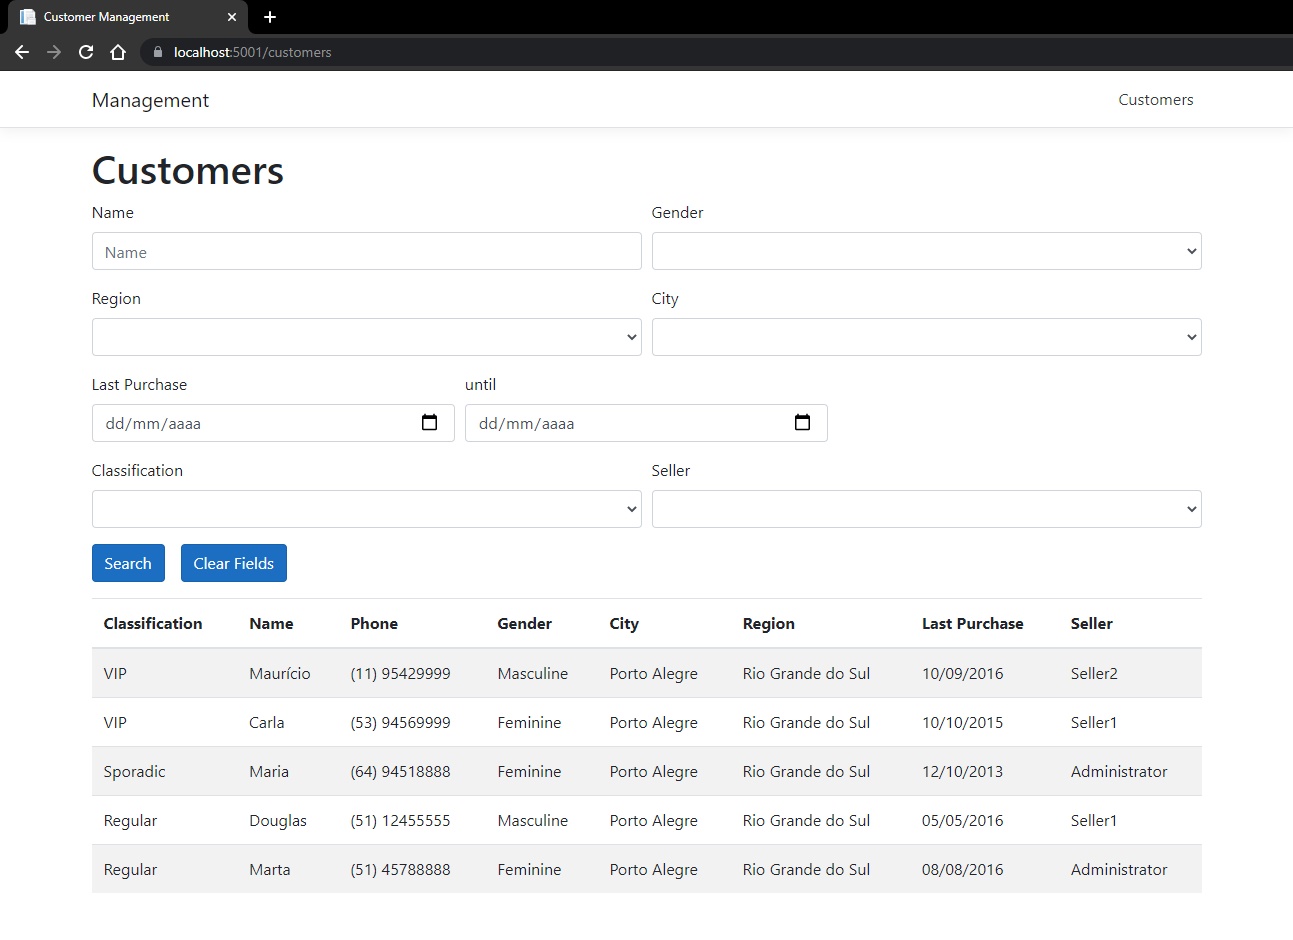 Customer Management
localhost:5001/customers
Management Customers
Customers
Name Gender
Name
Region City
Last Purchase until
dd/mm/aaaa dd/mm/aaaa
Classification Seller
Search Clear Fields
Classification Name Phone Gender City Region Last Purchase Seller
VIP Maurício (11) 95429999 Masculine Porto Alegre Rio Grande do Sul 10/09/2016 Seller2
VIP Carla (53) 94569999 Feminine Porto Alegre Rio Grande do Sul 10/10/2015 Seller1
Sporadic Maria (64) 94518888 Feminine Porto Alegre Rio Grande do Sul 12/10/2013 Administrator
Regular Douglas (51) 12455555 Masculine Porto Alegre Rio Grande do Sul 05/05/2016 Seller1
Regular Marta (51) 45788888 Feminine Porto Alegre Rio Grande do Sul 08/08/2016 Administrator